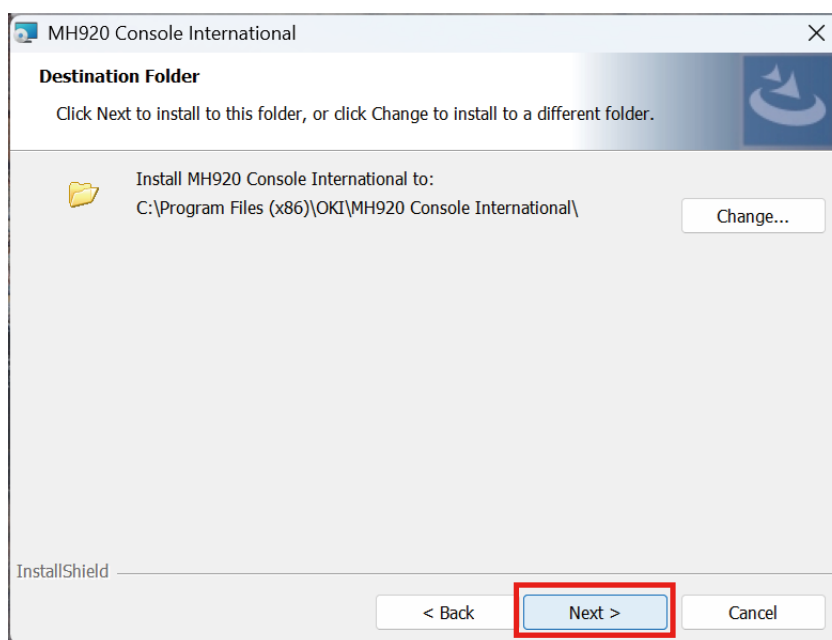 MH920 Console International
Destination Folder
Click Next to install to this folder, or click Change to install to a different folder.
Install MH920 Console International to:
C:\Program Files (x86)\OKI\MH920 Console International\
Change...
InstallShield
< Back
Next >
Cancel